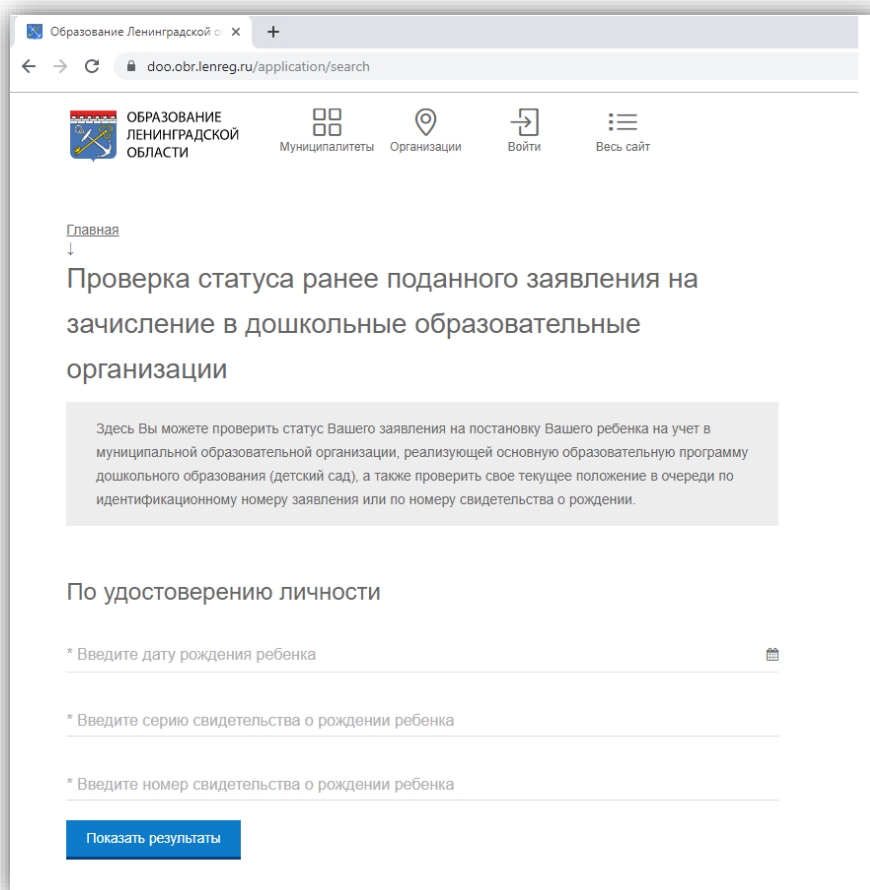 Образование Ленинградской о
doo.obr.lenreg.ru/application/search
ОБРАЗОВАНИЕ
ЛЕНИНГРАДСКОЙ
ОБЛАСТИ
Муниципалитеты Организации Войти Весь сайт
Главная
↓
Проверка статуса ранее поданного заявления на
зачисление в дошкольные образовательные
организации
Здесь Вы можете проверить статус Вашего заявления на постановку Вашего ребенка на учет в
муниципальной образовательной организации, реализующей основную образовательную программу
дошкольного образования (детский сад), а также проверить свое текущее положение в очереди по
идентификационному номеру заявления или по номеру свидетельства о рождении.
По удостоверению личности
* Введите дату рождения ребенка
* Введите серию свидетельства о рождении ребенка
* Введите номер свидетельства о рождении ребенка
Показать результаты